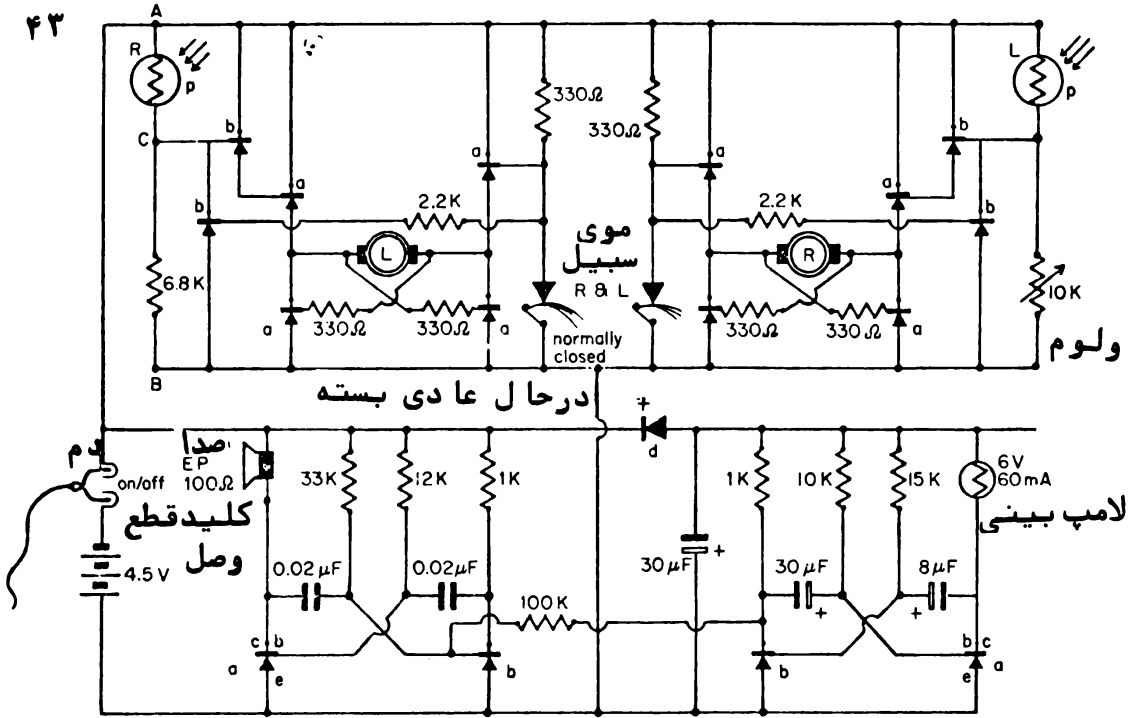 ۴۳
A
R
p
C
b
a
b
6.8K
a
L
330Ω
330Ω
a
a
2.2K
330Ω
330Ω
موی
سبیل
R & L
normally
closed
a
2.2K
R
330Ω
330Ω
a
a
a
b
b
L
p
10K
ولوم
B
درحال عادی بسته
دم
on/off
4.5V
صدا
EP
100Ω
کلید قطع
وصل
33K
12K
1K
0.02µF
0.02µF
c b
a
e
b
100K
+
d
30µF
+
1K
10K
15K
30µF
+
8µF
+
b
6V
60mA
لامپ بینی
b c
a
e